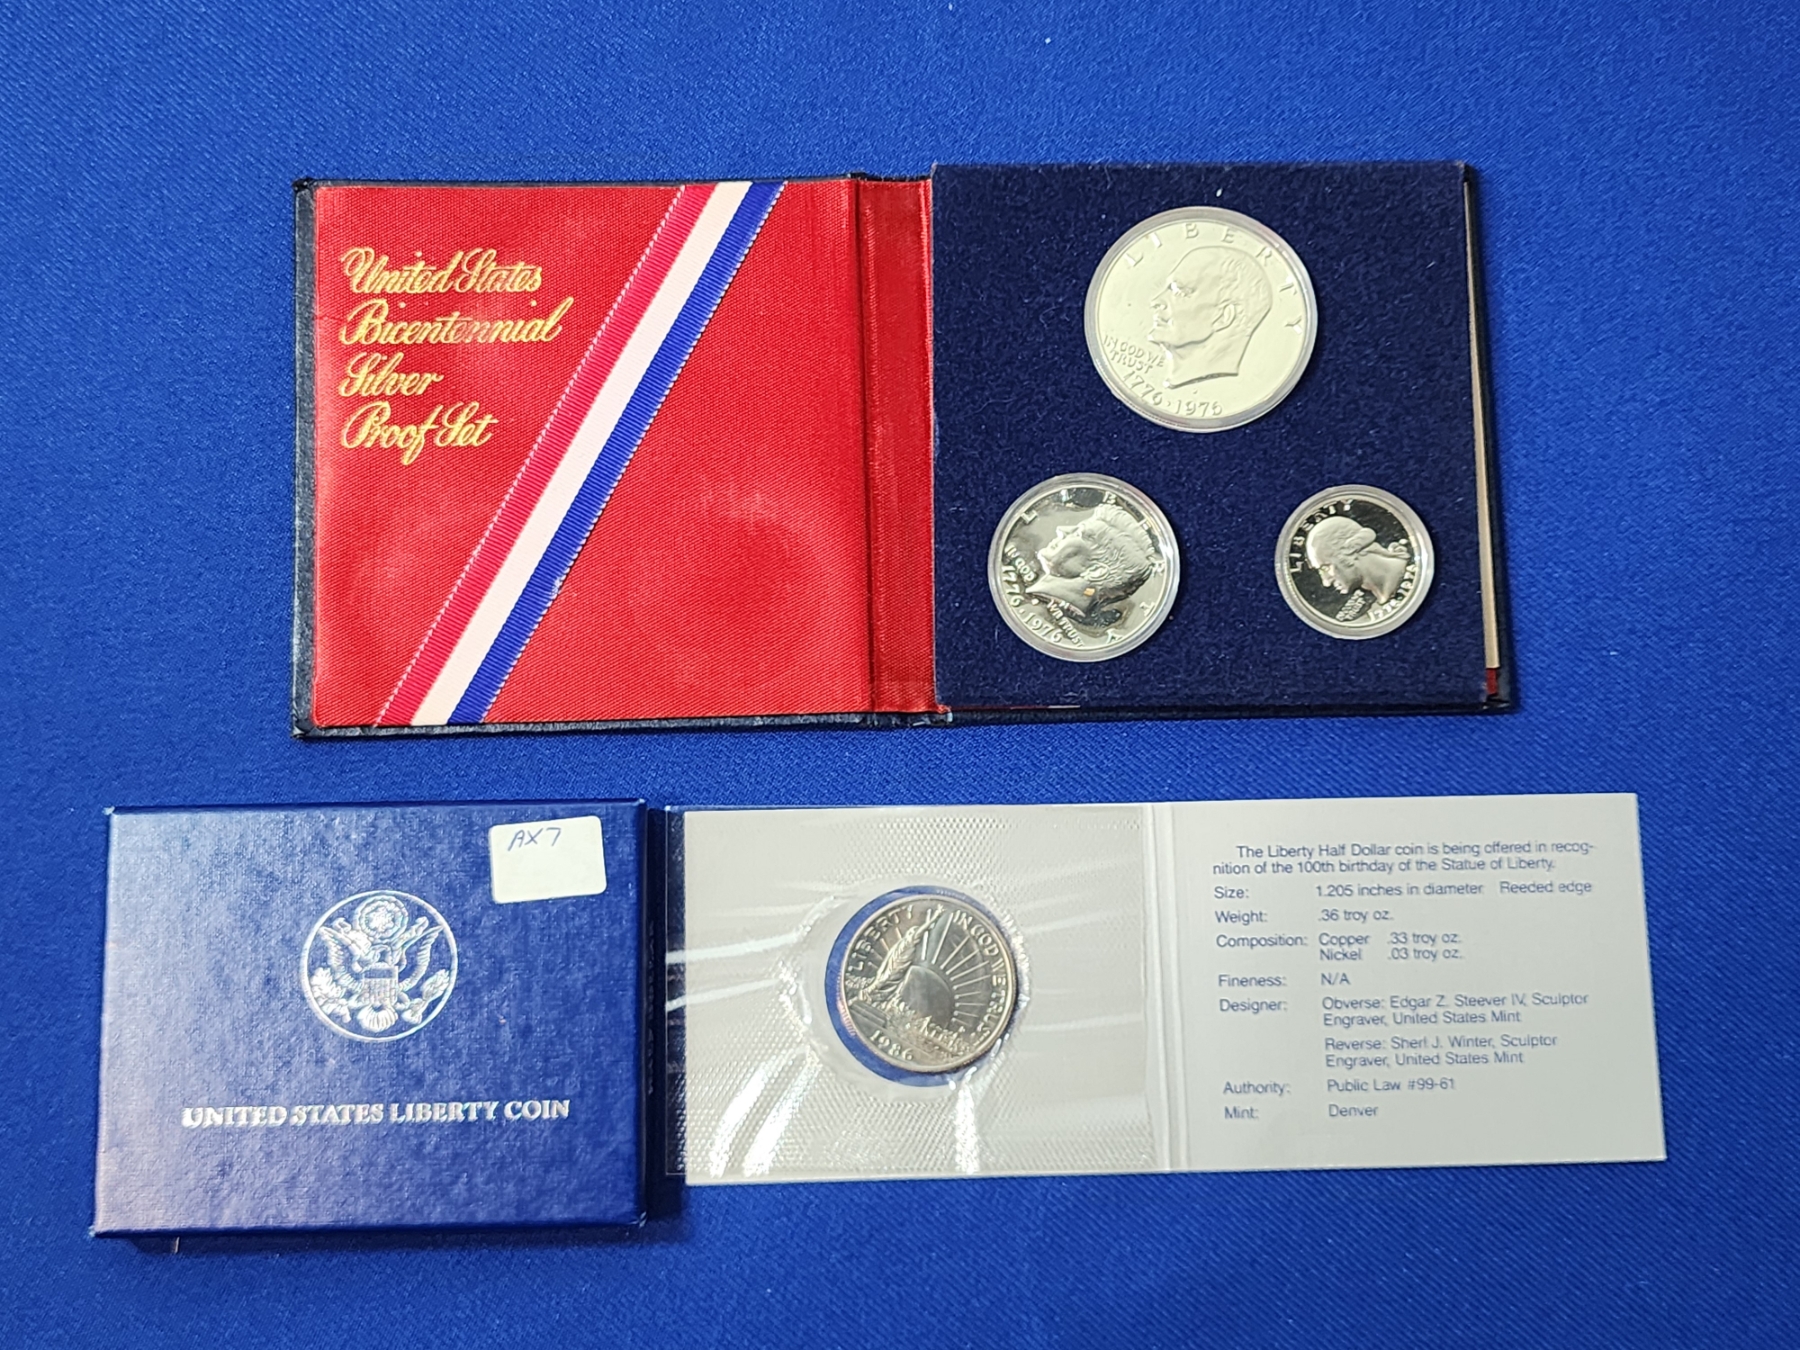 United States
Bicentennial
Silver
Proof Set
LIBERTY
IN GOD WE
TRUST
1776·1976
LIBERTY
IN GOD
WE TRUST
1776·1976
LIBERTY
1776·1976
AX7
UNITED STATES LIBERTY COIN
LIBERTY
IN GOD WE TRUST
1986
The Liberty Half Dollar coin is being offered in recog-
nition of the 100th birthday of the Statue of Liberty.
Size: 1.205 inches in diameter Reeded edge
Weight: .36 troy oz.
Composition: Copper .33 troy oz.
Nickel .03 troy oz.
Fineness: N/A
Designer: Obverse: Edgar Z. Steever IV, Sculptor
Engraver, United States Mint
Reverse: Sherl J. Winter, Sculptor
Engraver, United States Mint
Authority: Public Law #99-61
Mint: Denver